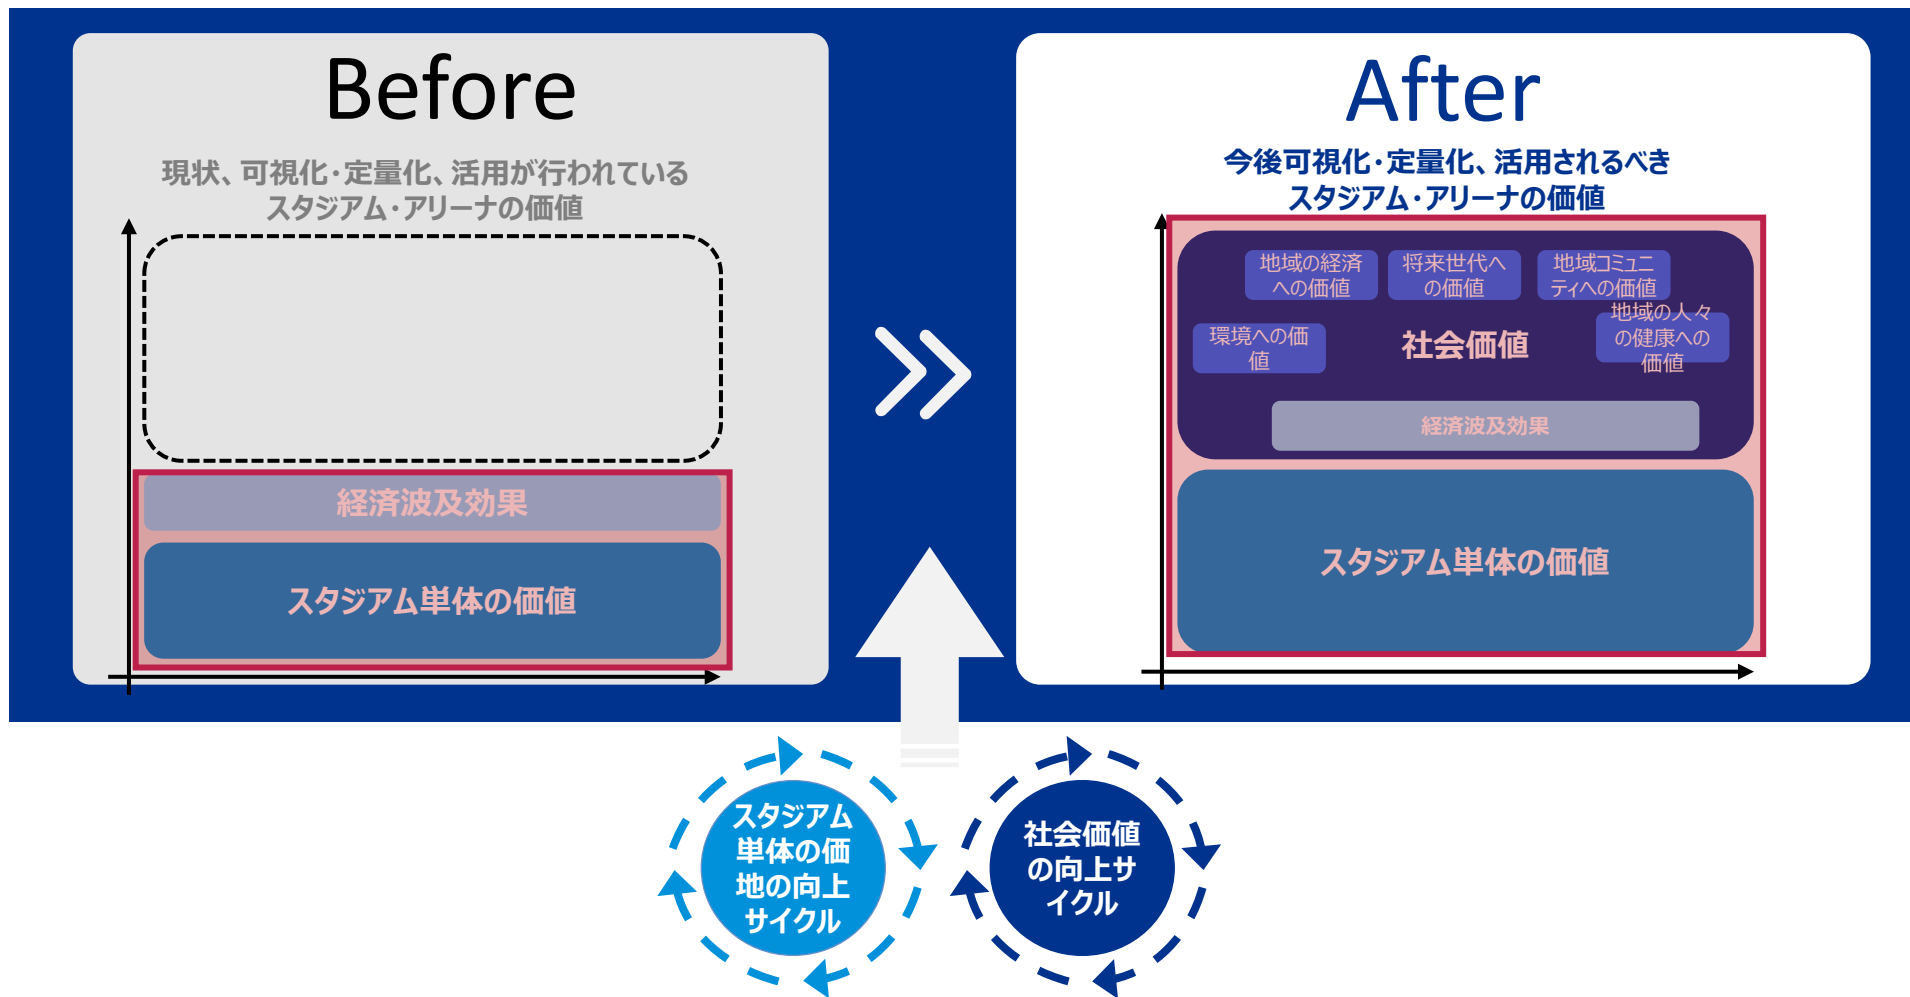 Before
現状、可視化・定量化、活用が行われている
スタジアム・アリーナの価値
経済波及効果
スタジアム単体の価値
After
今後可視化・定量化、活用されるべき
スタジアム・アリーナの価値
地域の経済
への価値
将来世代へ
の価値
地域コミュニ
ティへの価値
環境への価
値
社会価値
地域の人々
の健康への
価値
経済波及効果
スタジアム単体の価値
スタジアム
単体の価
地の向上
サイクル
社会価値
の向上サ
イクル